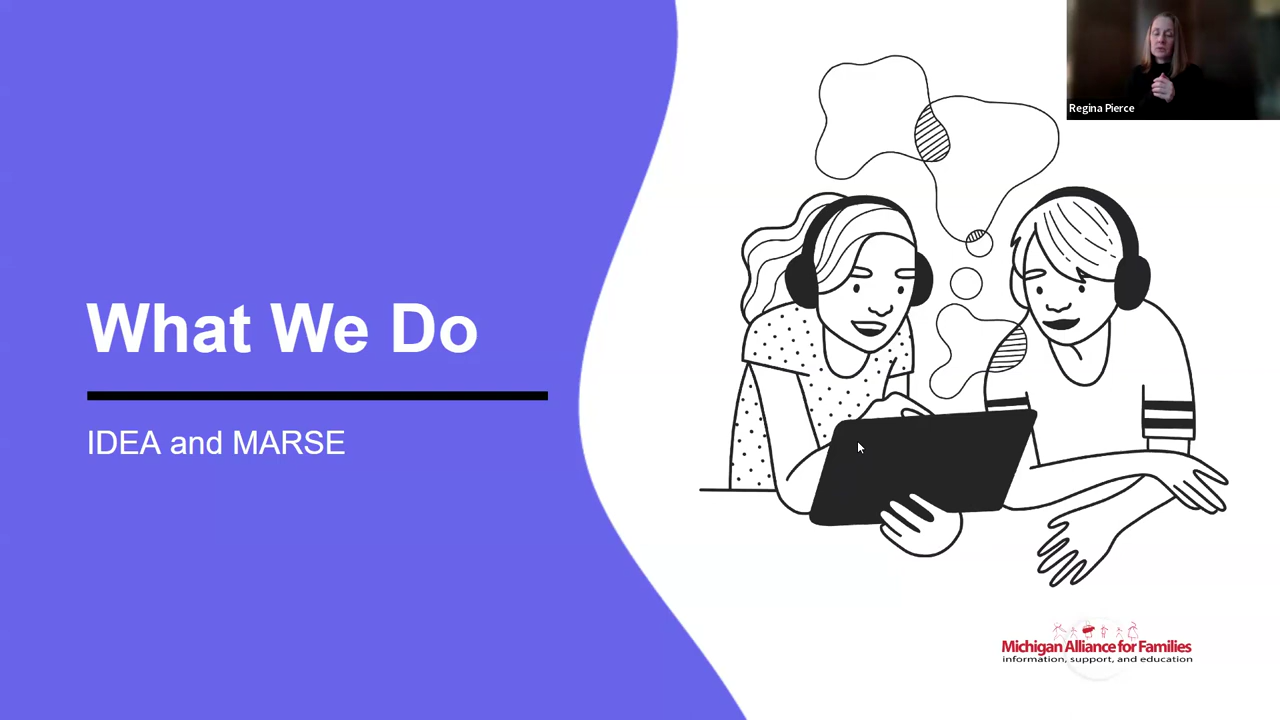 Regina Pierce
What We Do
IDEA and MARSE
Michigan Alliance for Families
information, support, and education